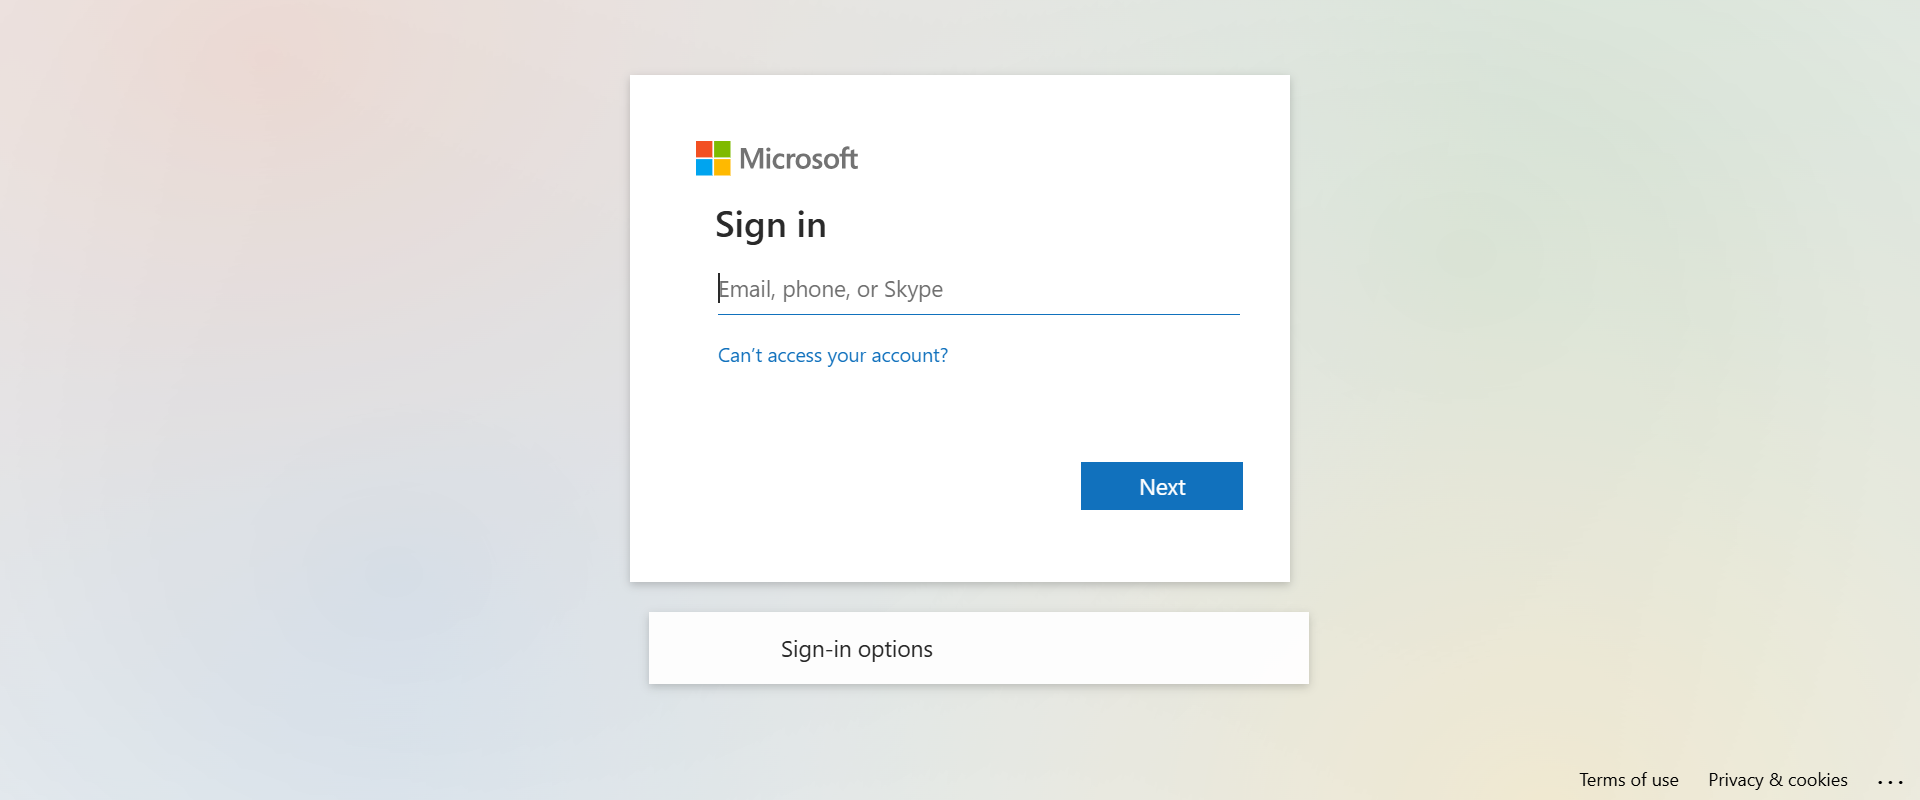 Microsoft
Sign in
Email, phone, or Skype
Can't access your account?
Next
Sign-in options
Terms of use
Privacy & cookies
...